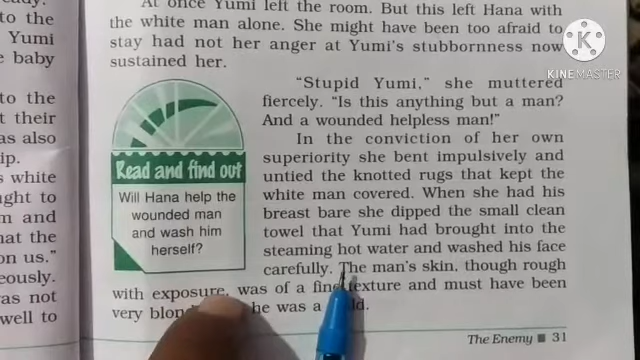 At once Yumi left the room. But this left Hana with
the white man alone. She might have been too afraid to
stay had not her anger at Yumi's stubbornness now
sustained her.
"Stupid Yumi," she muttered
fiercely. "Is this anything but a man?
And a wounded helpless man!"
In the conviction of her own
superiority she bent impulsively and
untied the knotted rugs that kept the
white man covered. When she had his
breast bare she dipped the small clean
towel that Yumi had brought into the
steaming hot water and washed his face
carefully. The man's skin, though rough
with exposure, was of a fine texture and must have been
very blon he was a ld.
Read and find out
Will Hana help the
wounded man
and wash him
herself?
The Enemy 31
to the
Yumi
e baby
to the
t their
as also
ip.
s white
ght to
m and
hat the
on us."
eously.
as not
well to
KINEMASTER